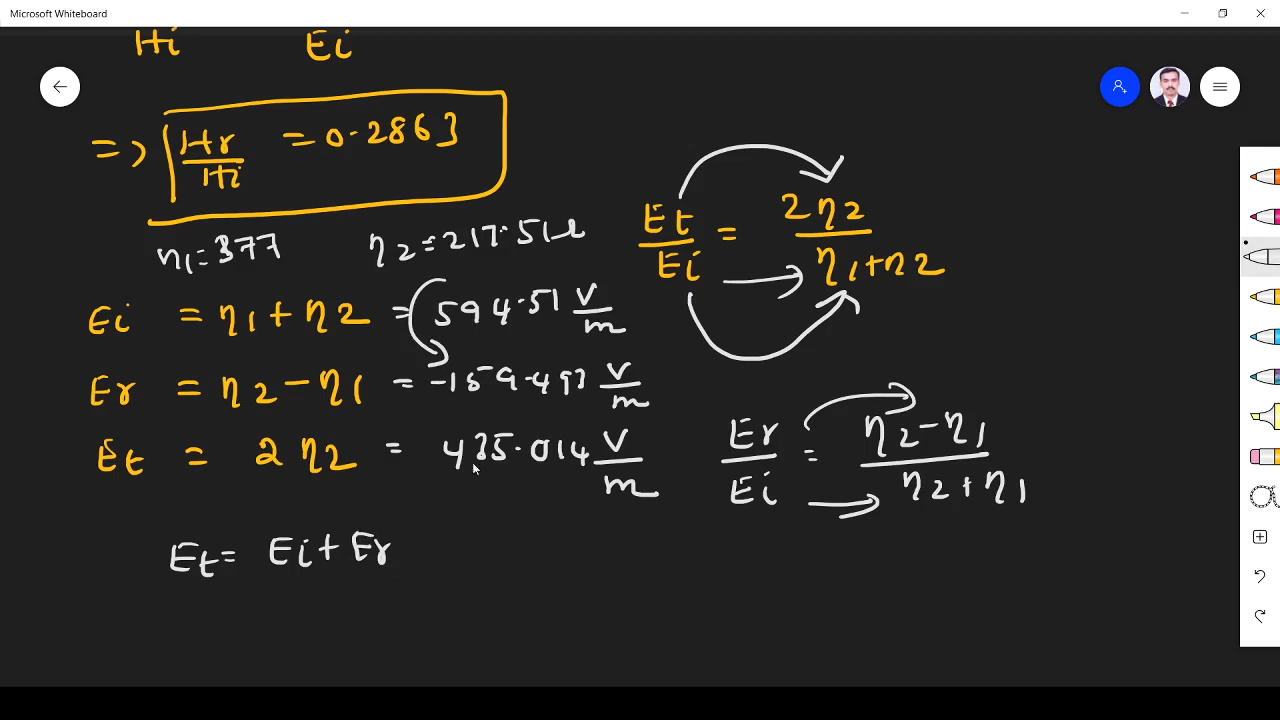 Microsoft Whiteboard
Hi Ei
=> Hr/Hi = 0.2863
η1=377 η2=217.51Ω
Et/Ei = 2η2/η1+η2
Ei = η1+η2 = 594.51 V/m
Er = η2-η1 = -159.493 V/m
Et = 2η2 = 435.014 V/m
Er/Ei = η2-η1/η2+η1
Et= Ei+Er